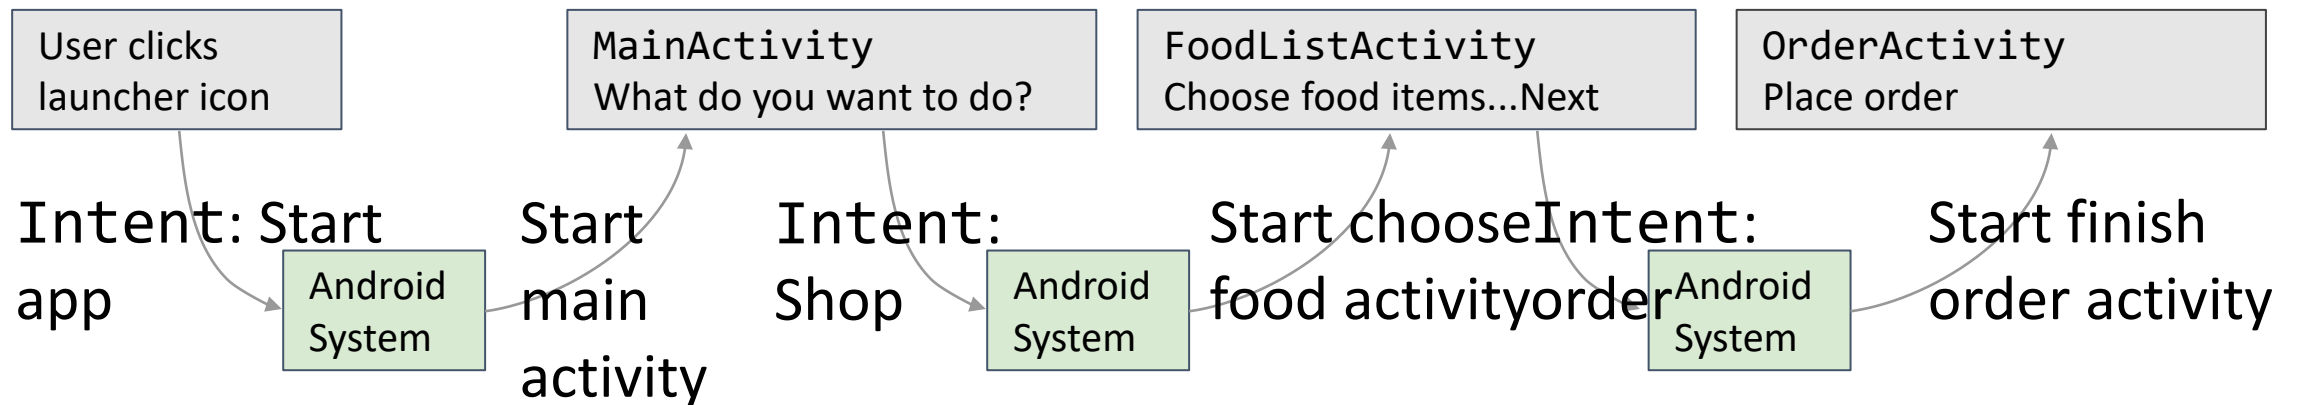 User clicks
launcher icon
MainActivity
What do you want to do?
FoodListActivity
Choose food items...Next
OrderActivity
Place order
Intent: Start
app
Android
System
Start
main
activity
Intent:
Shop
Android
System
Start choose
food activity
Intent:
order
Android
System
Start finish
order activity